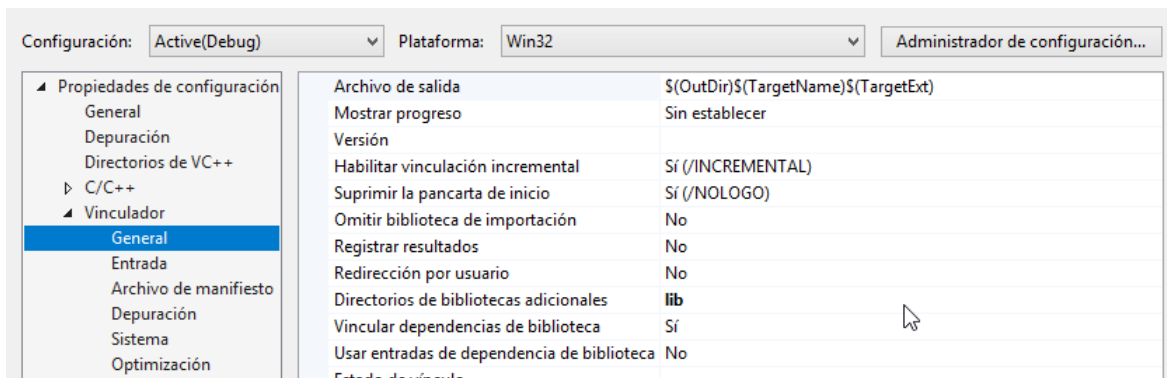 Configuración: Active(Debug) Plataforma: Win32 Administrador de configuración...
Propiedades de configuración
General
Depuración
Directorios de VC++
C/C++
Vinculador
General
Entrada
Archivo de manifiesto
Depuración
Sistema
Optimización
Archivo de salida $(OutDir)$(TargetName)$(TargetExt)
Mostrar progreso Sin establecer
Versión
Habilitar vinculación incremental Sí (/INCREMENTAL)
Suprimir la pancarta de inicio Sí (/NOLOGO)
Omitir biblioteca de importación No
Registrar resultados No
Redirección por usuario No
Directorios de bibliotecas adicionales lib
Vincular dependencias de biblioteca Sí
Usar entradas de dependencia de biblioteca No